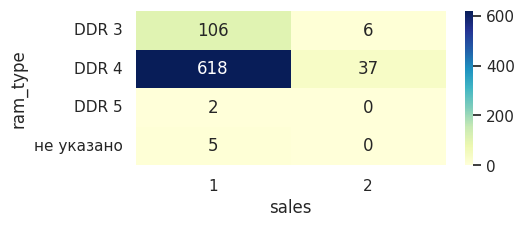 ram_type
DDR 3 106 6
DDR 4 618 37
DDR 5 2 0
не указано 5 0
1 2
sales
600
400
200
0